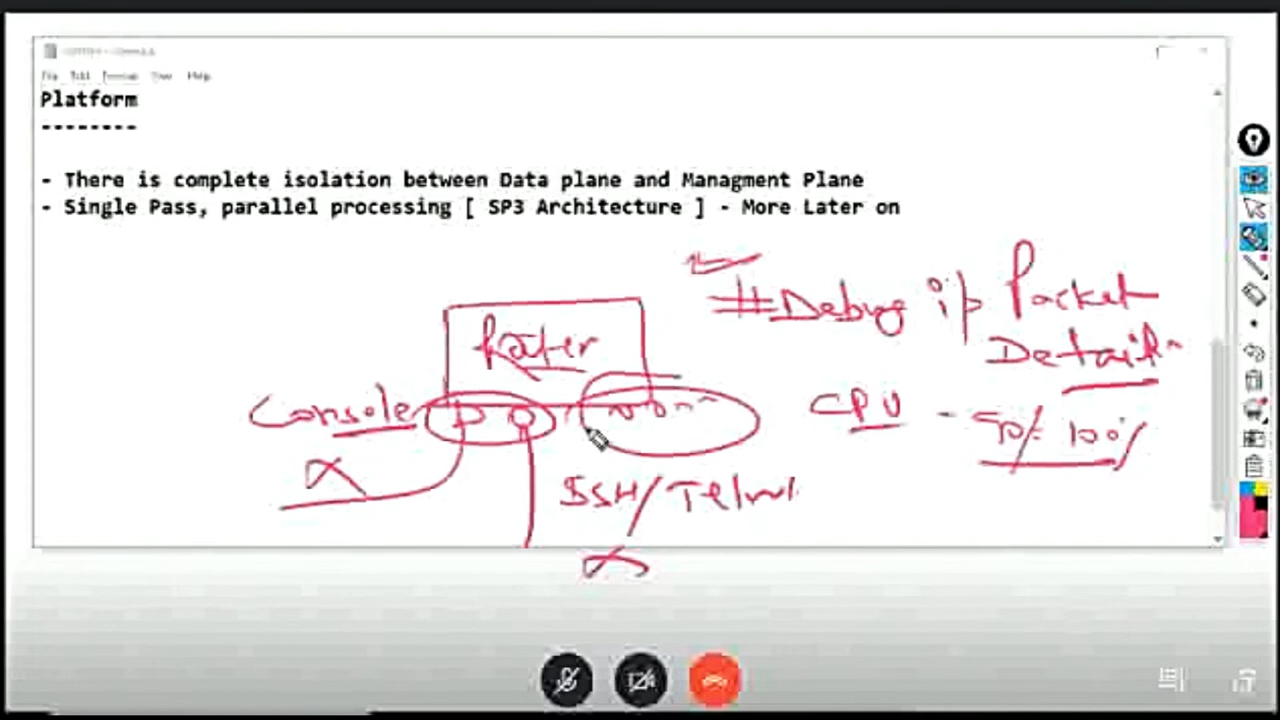 Help
Platform
--------
- There is complete isolation between Data plane and Managment Plane
- Single Pass, parallel processing [ SP3 Architecture ] - More Later on
#Debug ip Packet
Detail
Router
Console
CPU - 90% 100%
SSH/Telnet